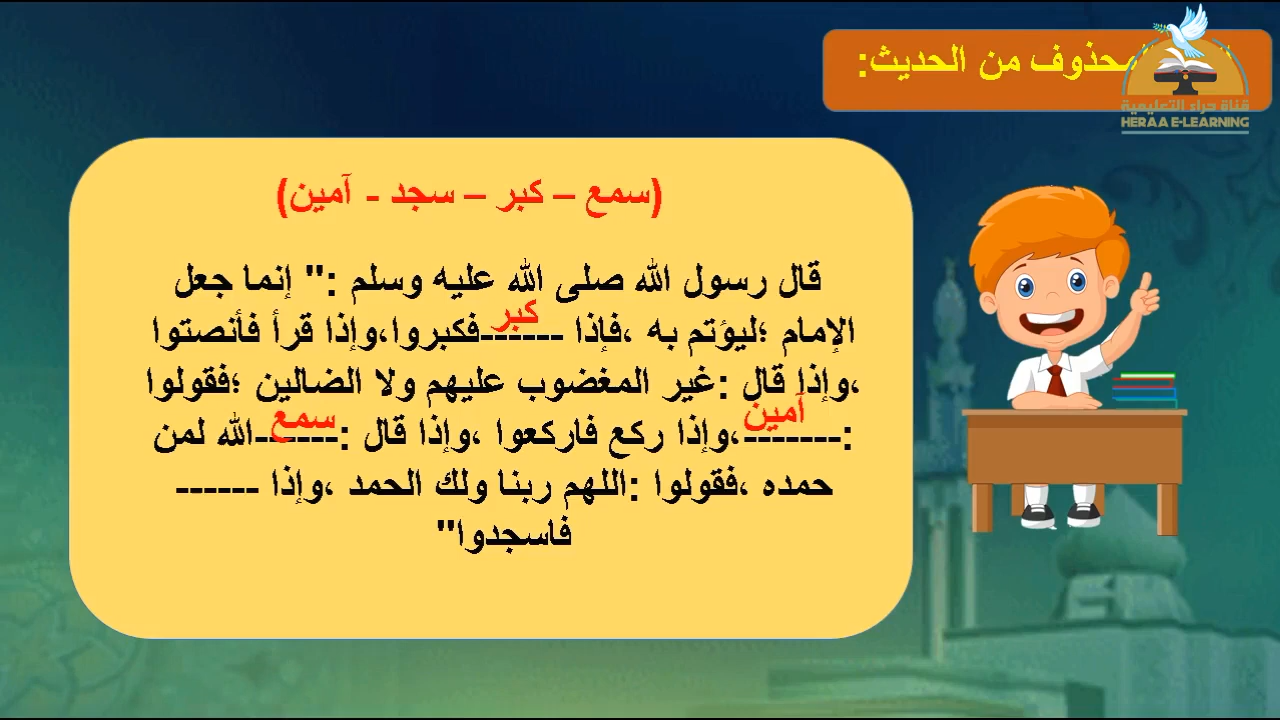 المحذوف من الحديث:
قناة حراء التعليمية
HERAA E-LEARNING
(سمع – كبر – سجد - آمين)
قال رسول الله صلى الله عليه وسلم :" إنما جعل
الإمام ؛ليؤتم به ،فإذا ------فكبروا،وإذا قرأ فأنصتوا
كبر
،وإذا قال :غير المغضوب عليهم ولا الضالين ؛فقولوا
:-------،وإذا ركع فاركعوا ،وإذا قال :------الله لمن
آمين
سمع
حمده ،فقولوا :اللهم ربنا ولك الحمد ،وإذا ------
فاسجدوا"